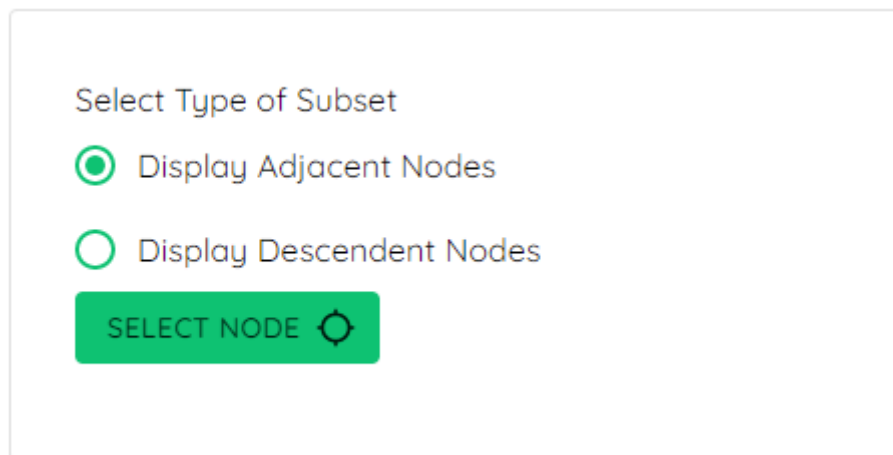 Select Type of Subset
Display Adjacent Nodes
Display Descendent Nodes
SELECT NODE